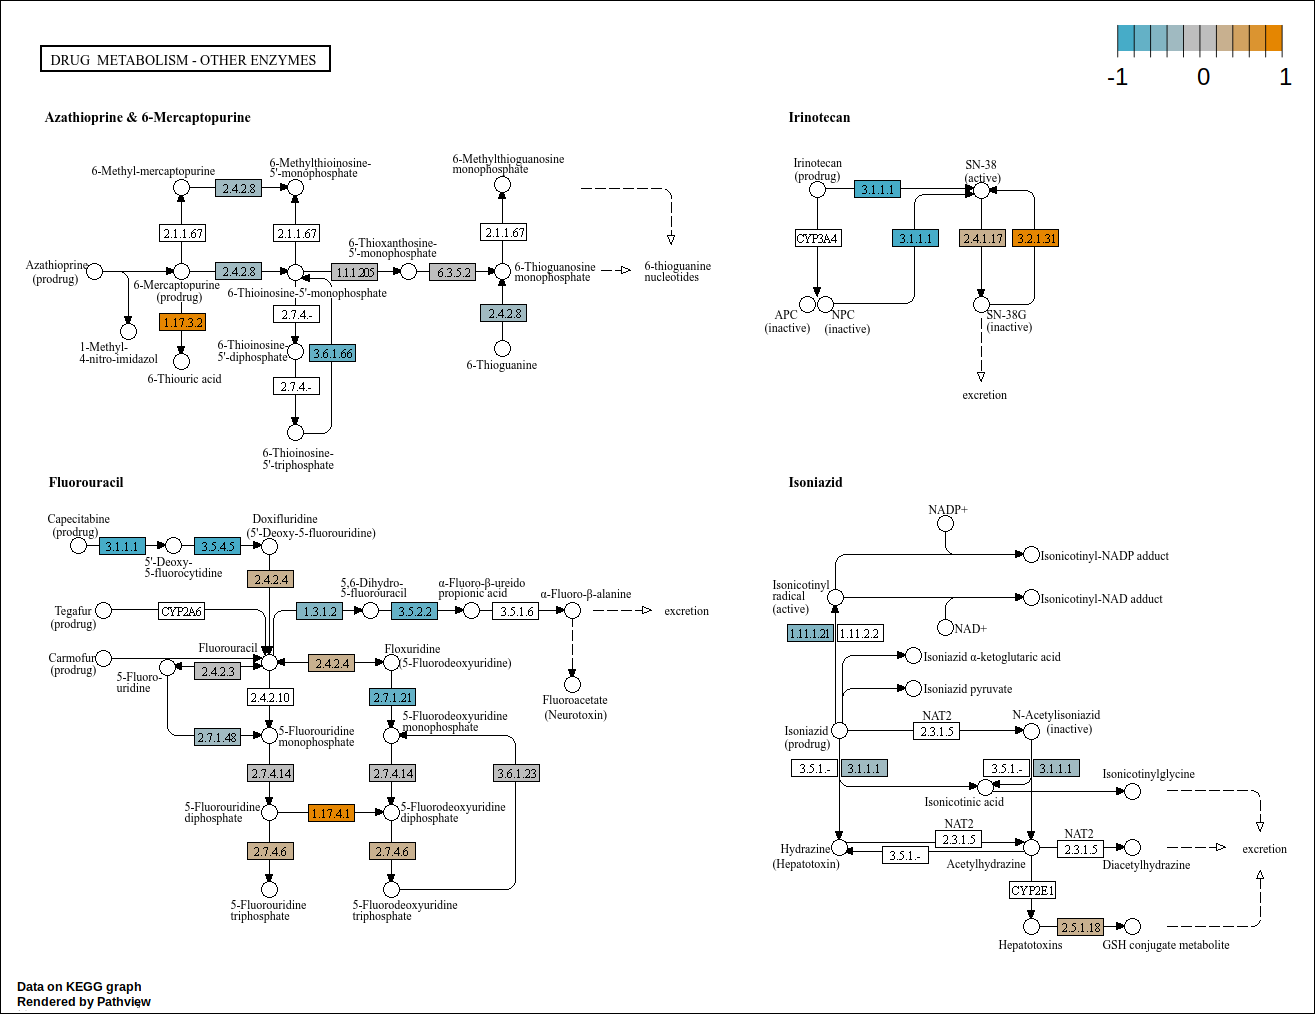 DRUG METABOLISM - OTHER ENZYMES
-1 0 1
Azathioprine & 6-Mercaptopurine
6-Methyl-mercaptopurine
2.4.2.8
6-Methylthioinosine-
5'-monophosphate
6-Methylthioguanosine
monophosphate
2.1.1.67
2.1.1.67
2.1.1.67
6-Thioxanthosine-
5'-monophosphate
Azathioprine
(prodrug)
6-Mercaptopurine
(prodrug)
2.4.2.8
6-Thioinosine-5'-monophosphate
1.1.1.205
6.3.5.2
6-Thioguanosine
monophosphate
6-thioguanine
nucleotides
1.17.3.2
2.7.4.-
2.4.2.8
1-Methyl-
4-nitro-imidazol
6-Thiouric acid
6-Thioinosine-
5'-diphosphate
3.6.1.66
6-Thioguanine
2.7.4.-
6-Thioinosine-
5'-triphosphate
Irinotecan
Irinotecan
(prodrug)
3.1.1.1
SN-38
(active)
CYP3A4
3.1.1.1
2.4.1.17
3.2.1.31
APC
(inactive)
NPC
(inactive)
SN-38G
(inactive)
excretion
Fluorouracil
Capecitabine
(prodrug)
3.1.1.1
5'-Deoxy-
5-fluorocytidine
3.5.4.5
Doxifluridine
(5'-Deoxy-5-fluorouridine)
2.4.2.4
Tegafur
(prodrug)
CYP2A6
1.3.1.2
5,6-Dihydro-
5-fluorouracil
3.5.2.2
α-Fluoro-β-ureido
propionic acid
3.5.1.6
α-Fluoro-β-alanine
excretion
Carmofur
(prodrug)
Fluorouracil
5-Fluoro-
uridine
2.4.2.3
2.4.2.4
Floxuridine
(5-Fluorodeoxyuridine)
2.4.2.10
2.7.1.21
Fluoroacetate
(Neurotoxin)
2.7.1.48
5-Fluorouridine
monophosphate
5-Fluorodeoxyuridine
monophosphate
2.7.4.14
2.7.4.14
3.6.1.23
5-Fluorouridine
diphosphate
1.17.4.1
5-Fluorodeoxyuridine
diphosphate
2.7.4.6
2.7.4.6
5-Fluorouridine
triphosphate
5-Fluorodeoxyuridine
triphosphate
Isoniazid
NADP+
Isonicotinyl-NADP adduct
Isonicotinyl
radical
(active)
Isonicotinyl-NAD adduct
NAD+
1.11.1.21
1.11.2.2
Isoniazid α-ketoglutaric acid
Isoniazid pyruvate
Isoniazid
(prodrug)
NAT2
2.3.1.5
N-Acetylisoniazid
(inactive)
3.5.1.-
3.1.1.1
3.5.1.-
3.1.1.1
Isonicotinic acid
Isonicotinylglycine
Hydrazine
(Hepatotoxin)
NAT2
2.3.1.5
3.5.1.-
Acetylhydrazine
NAT2
2.3.1.5
Diacetylhydrazine
excretion
CYP2E1
Hepatotoxins
2.5.1.18
GSH conjugate metabolite
Data on KEGG graph
Rendered by Pathview